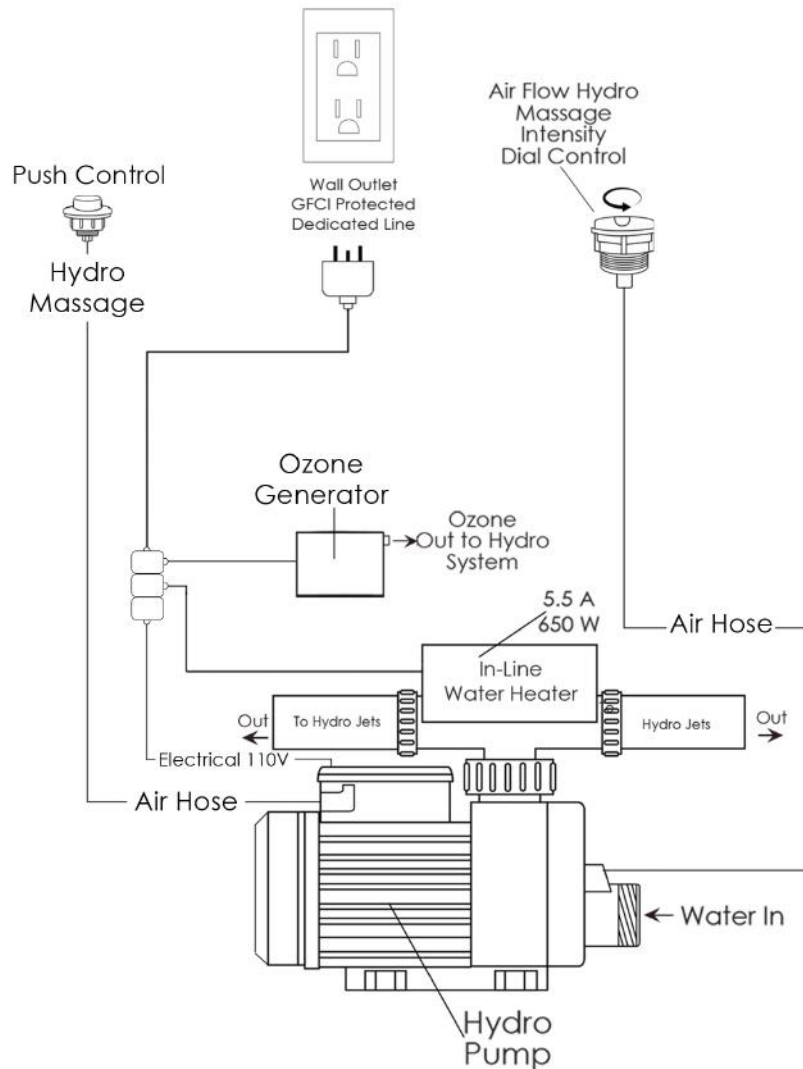 Air Flow Hydro
Massage
Intensity
Dial Control
Push Control
Wall Outlet
GFCI Protected
Dedicated Line
Hydro
Massage
Ozone
Generator
Ozone
Out to Hydro
System
5.5 A
650 W
Air Hose
In-Line
Water Heater
Out
To Hydro Jets
Hydro Jets
Out
Electrical 110V
Air Hose
Water In
Hydro
Pump